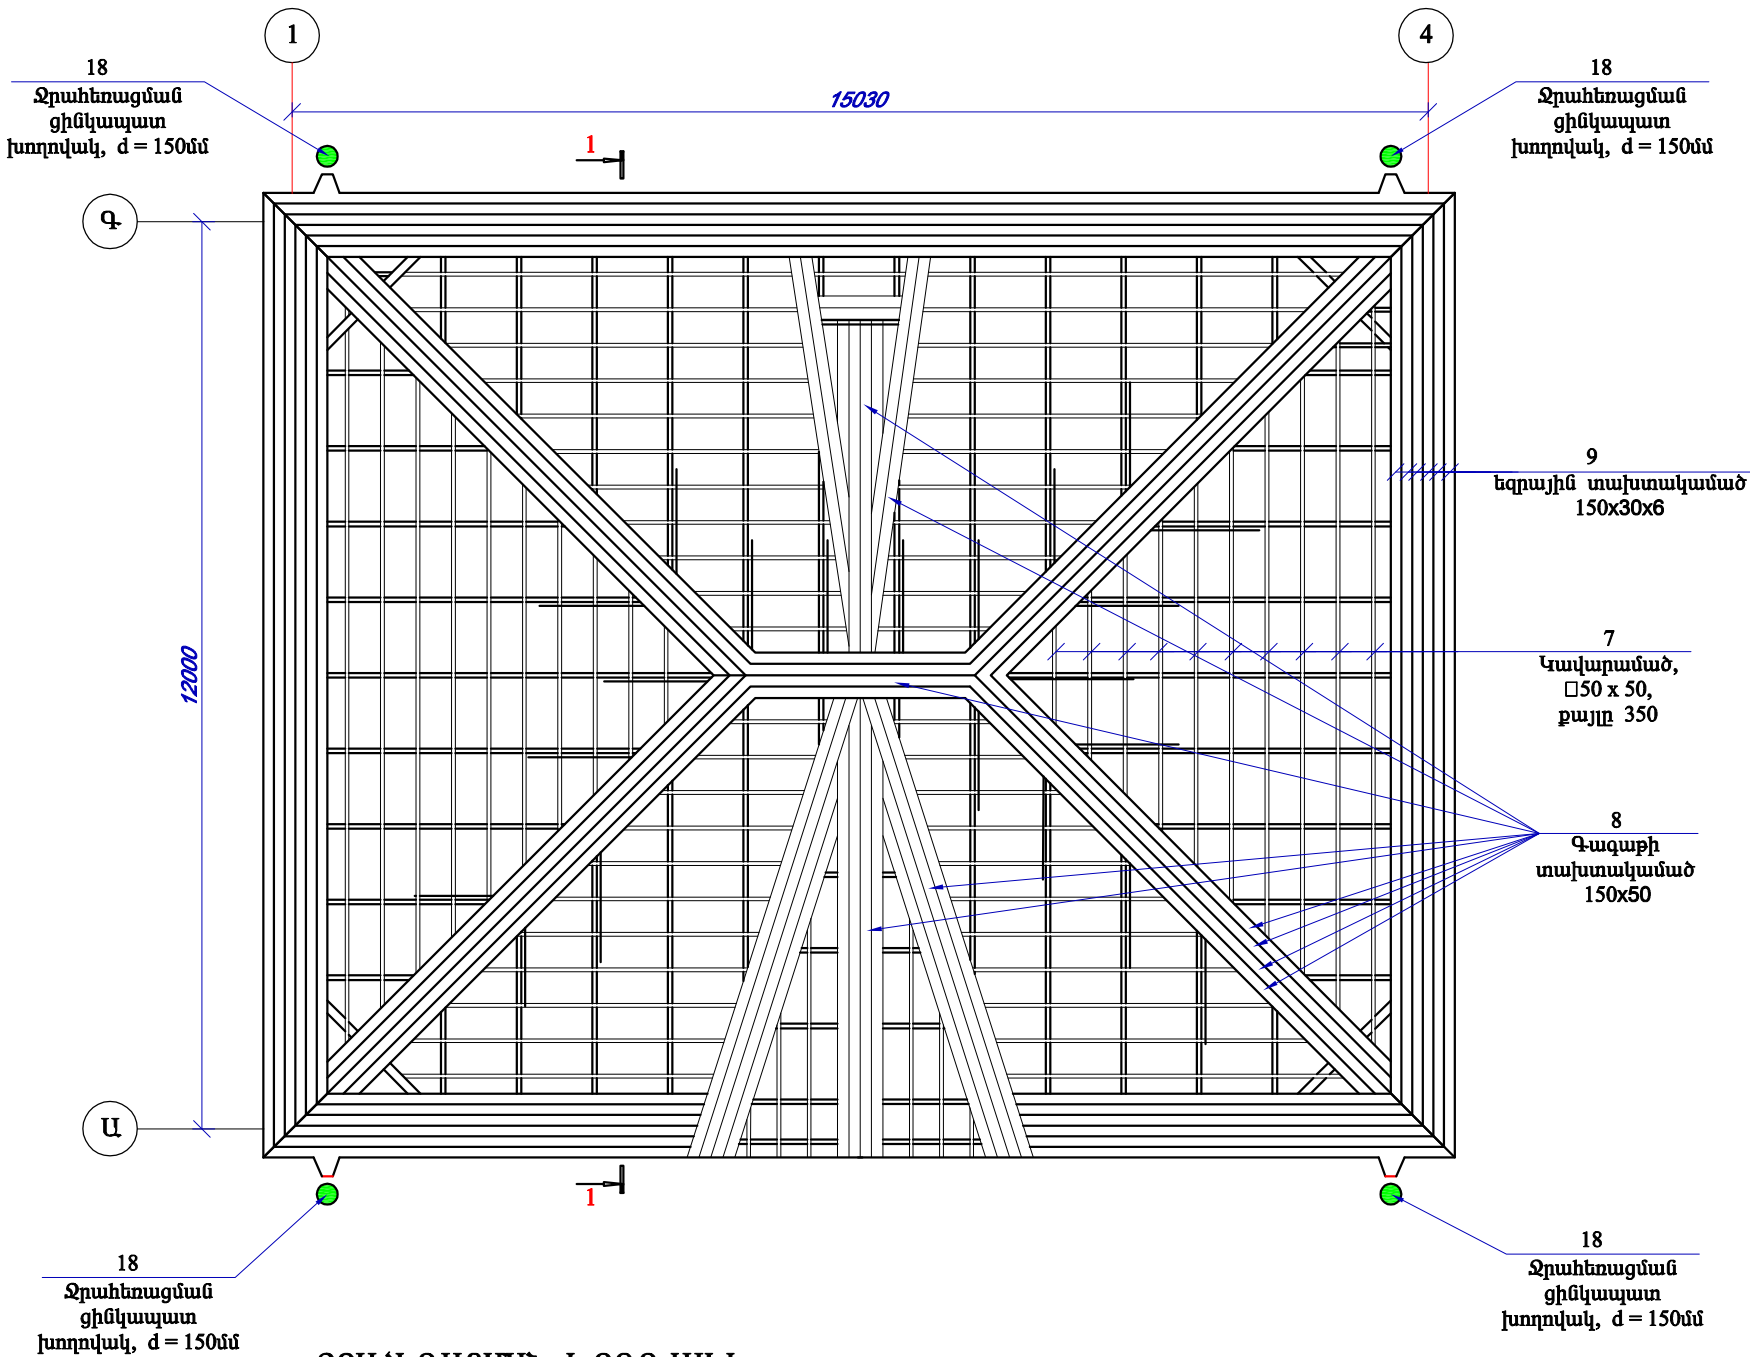 1
4
18
Ջրահեռացման
ցինկապատ
խողովակ, d = 150մմ
18
Ջրահեռացման
ցինկապատ
խողովակ, d = 150մմ
15030
1
Գ
9
եզրային տախտակամած
150x30x6
12000
7
Կավարամած,
□50 x 50,
քայլը 350
8
Գագաթի
տախտակամած
150x50
Ա
1
18
Ջրահեռացման
ցինկապատ
խողովակ, d = 150մմ
18
Ջրահեռացման
ցինկապատ
խողովակ, d = 150մմ